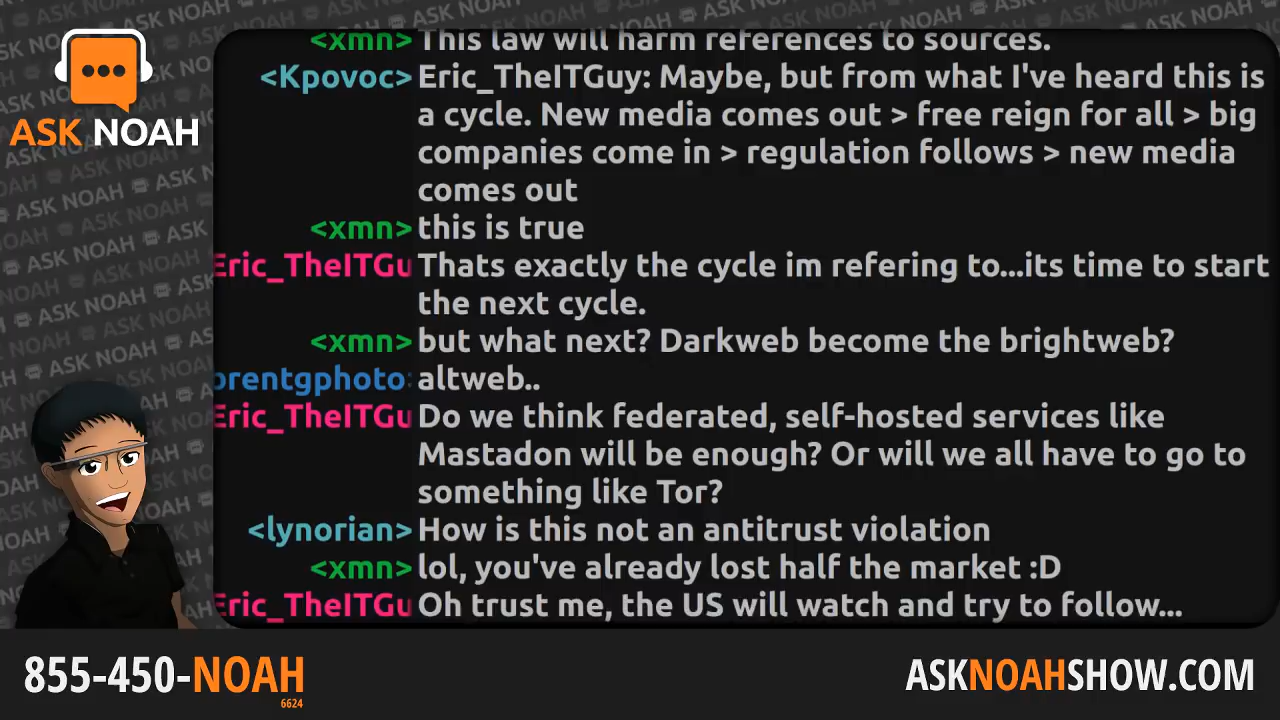 ASK NOAH
<xmn> This law will harm references to sources.
<Kpovoc> Eric_TheITGuy: Maybe, but from what I've heard this is
a cycle. New media comes out > free reign for all > big
companies come in > regulation follows > new media
comes out
<xmn> this is true
Eric_TheITGu Thats exactly the cycle im refering to...its time to start
the next cycle.
<xmn> but what next? Darkweb become the brightweb?
brentgphoto: altweb..
Eric_TheITGu Do we think federated, self-hosted services like
Mastadon will be enough? Or will we all have to go to
something like Tor?
<lynorian> How is this not an antitrust violation
<xmn> lol, you've already lost half the market :D
Eric_TheITGu Oh trust me, the US will watch and try to follow...
855-450-NOAH
6624
ASKNOAHSHOW.COM